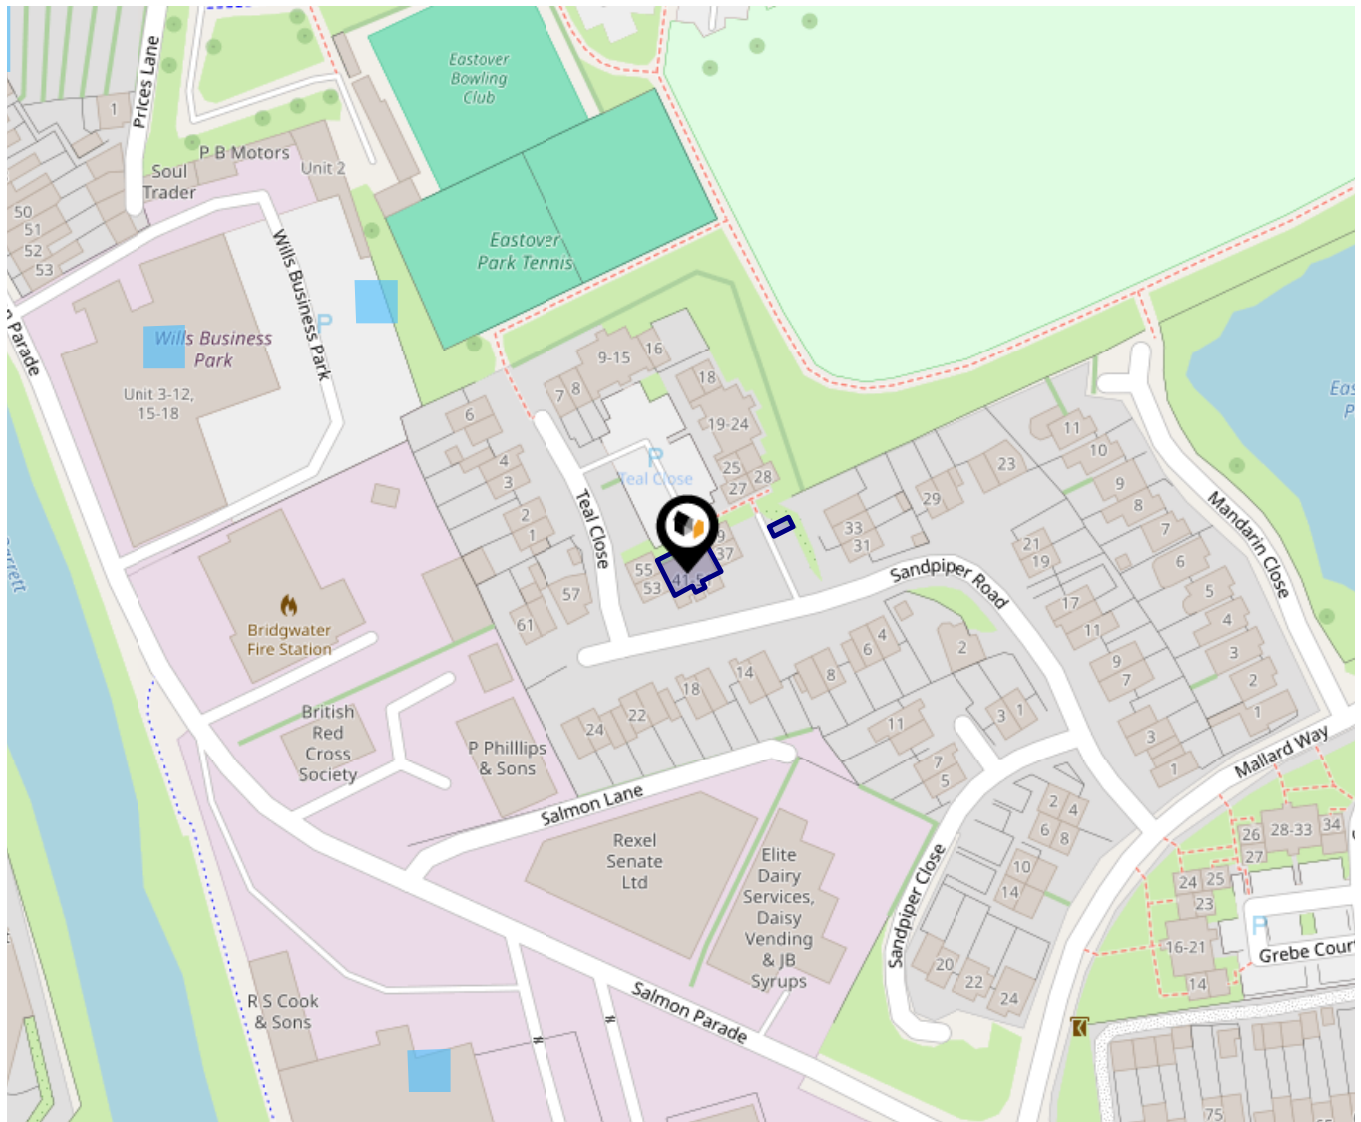 Prices Lane
1
Eastover
Bowling
Club
P B Motors
Unit 2
Soul
Trader
50
51
52
53
Eastover
Park Tennis
Wills Business Park
P
Wills Business
Park
Parade
Unit 3-12,
15-18
9-15
16
7
8
18
6
19-24
4
3
P
Teal Close
25
27
28
2
1
Teal Close
11
10
23
9
8
29
33
31
7
Mandarin Close
21
19
6
37
55
53
57
61
Sandpiper Road
17
11
5
4
3
2
1
9
7
Bridgwater
Fire Station
4
6
2
8
14
18
22
24
11
3
1
3
1
Mallard Way
British
Red
Cross
Society
P Philllips
& Sons
7
5
Salmon Lane
2
4
6
8
10
14
26
27
28-33
34
Rexel
Senate
Ltd
Elite
Dairy
Services,
Daisy
Vending
& JB
Syrups
Sandpiper Close
24
25
23
P
16-21
Grebe Court
14
20
22
24
R S Cook
& Sons
Salmon Parade
75